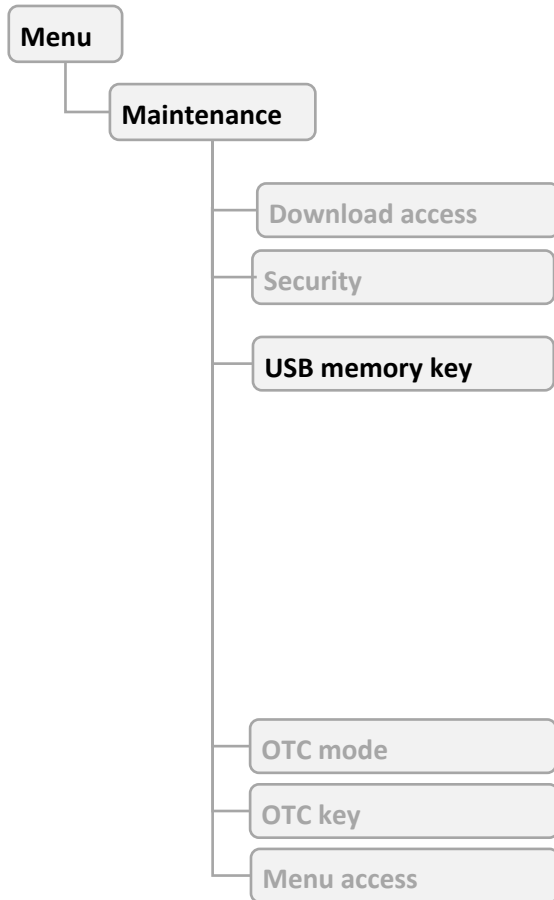 Menu
Maintenance
Download access
Security
USB memory key
OTC mode
OTC key
Menu access